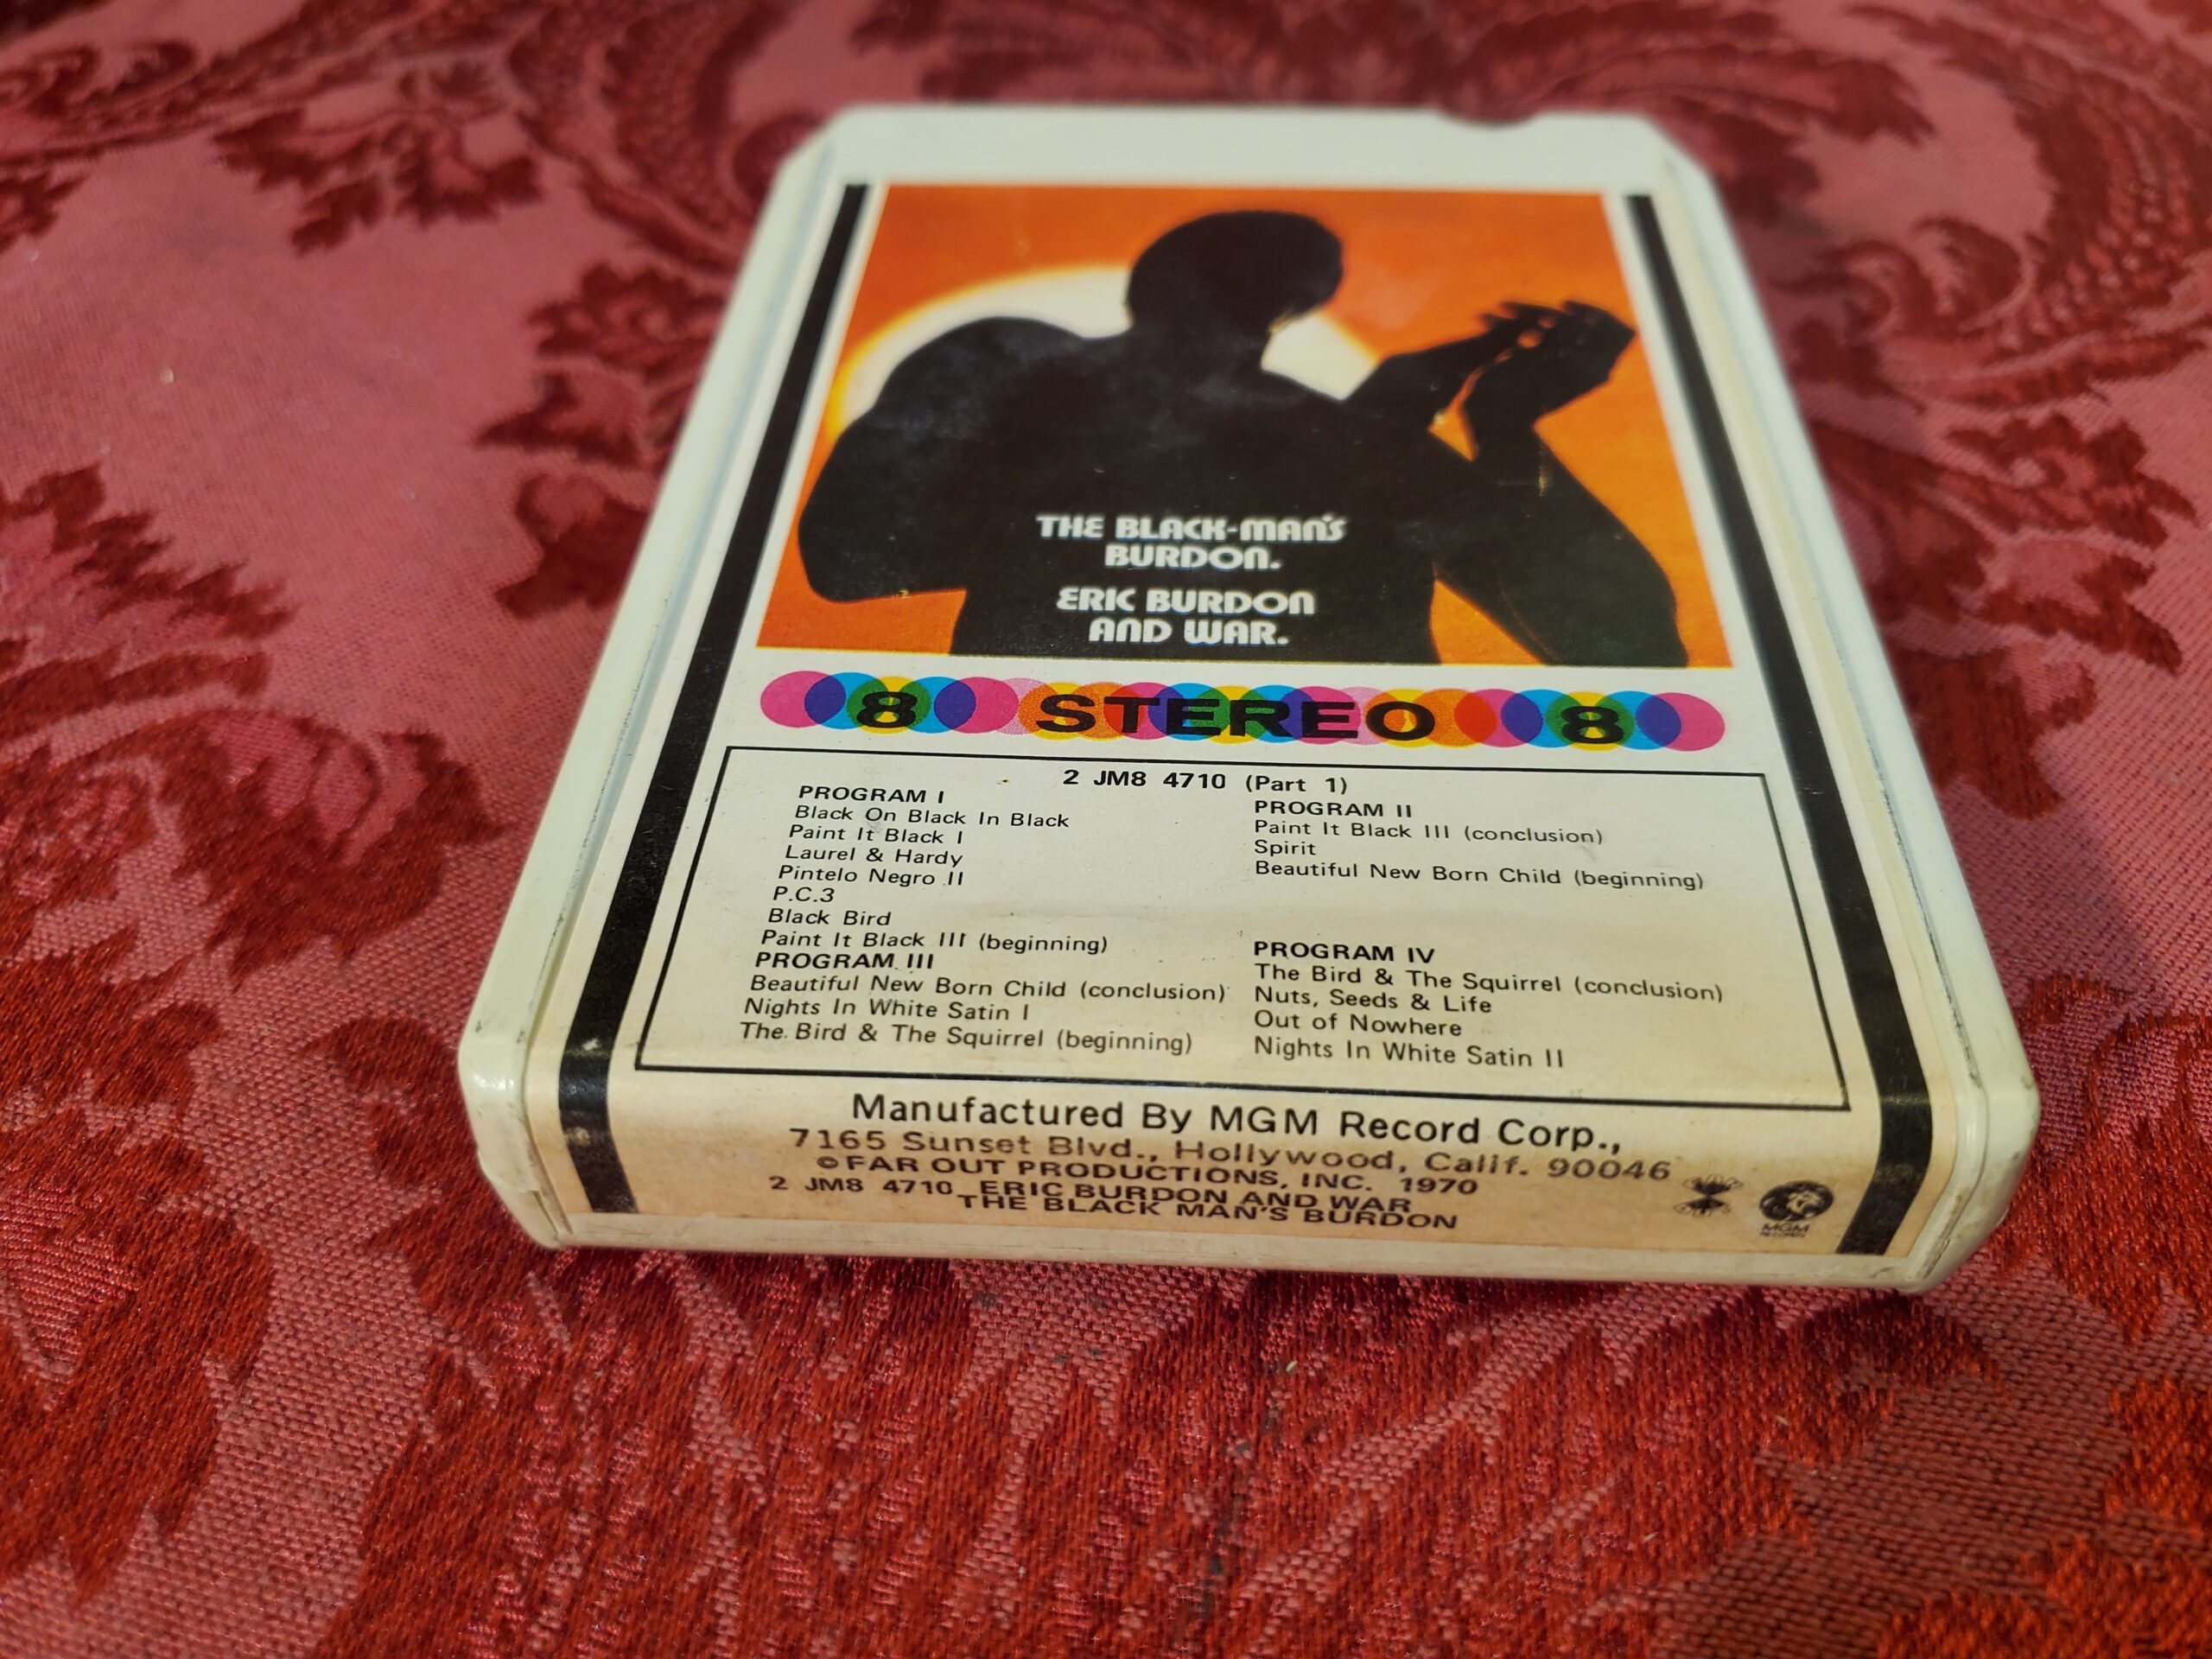 THE BLACK-MAN'S
BURDON.
ERIC BURDON
AND WAR.
8 STEREO 8
2 JM8 4710 (Part 1)
PROGRAM I
Black On Black In Black
Paint It Black I
Laurel & Hardy
Pintelo Negro II
P.C.3
Black Bird
Paint It Black III (beginning)
PROGRAM II
Paint It Black III (conclusion)
Spirit
Beautiful New Born Child (beginning)
PROGRAM III
Beautiful New Born Child (conclusion)
Nights In White Satin I
The Bird & The Squirrel (beginning)
PROGRAM IV
The Bird & The Squirrel (conclusion)
Nuts, Seeds & Life
Out of Nowhere
Nights In White Satin II
Manufactured By MGM Record Corp.,
7165 Sunset Blvd., Hollywood, Calif. 90046
©FAR OUT PRODUCTIONS, INC. 1970
2 JM8 4710 ERIC BURDON AND WAR
THE BLACK MAN'S BURDON
MGM